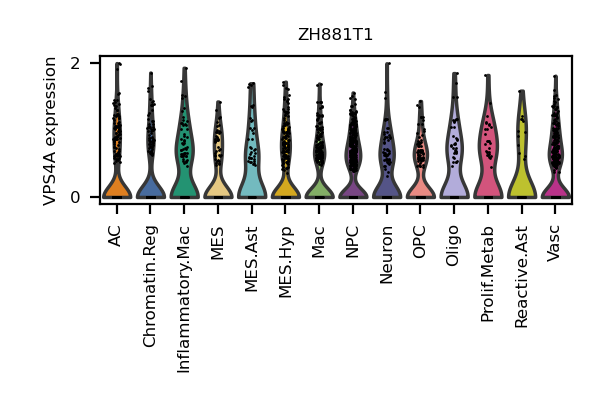 ZH881T1
VPS4A expression
2
0
AC
Chromatin.Reg
Inflammatory.Mac
MES
MES.Ast
MES.Hyp
Mac
NPC
Neuron
OPC
Oligo
Prolif.Metab
Reactive.Ast
Vasc